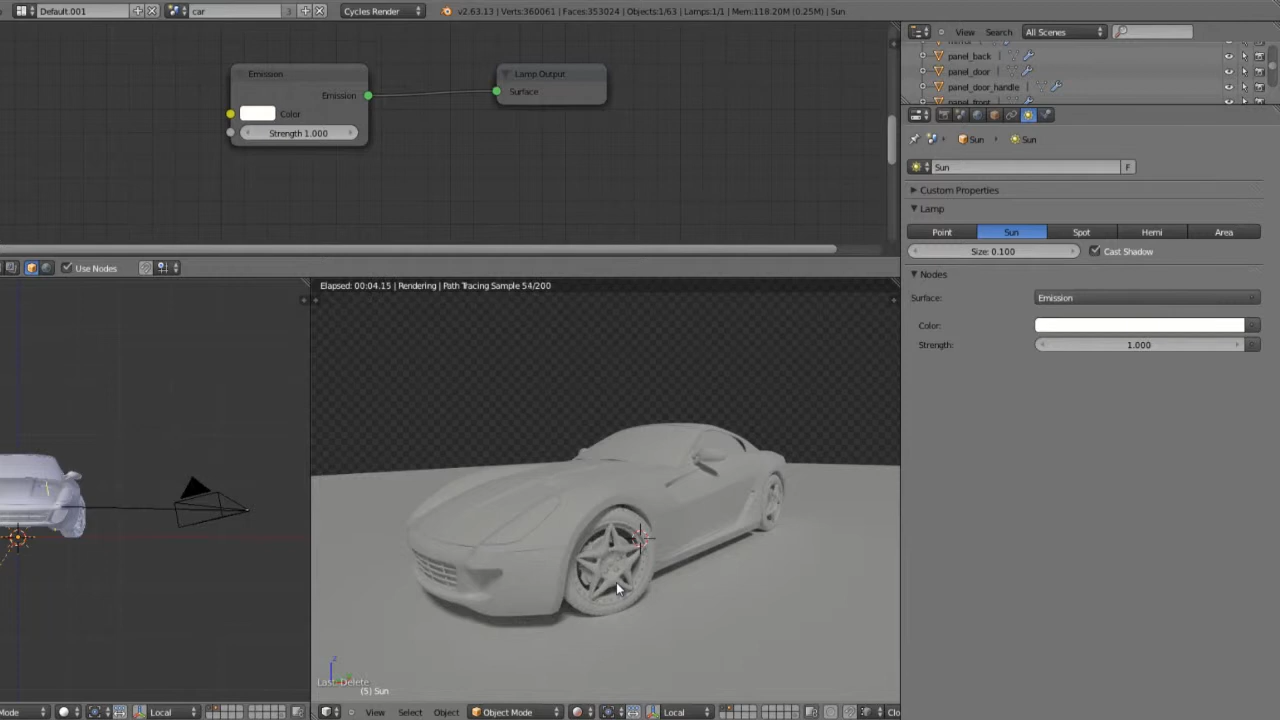 Default.001
car
3
Cycles Render
v2.63.13 | Verts:360061 | Faces:353024 | Objects:1/63 | Lamps:1/1 | Mem:118.20M (0.25M) | Sun
View Search All Scenes
panel_back
panel_door
panel_door_handle
panel_front
Emission
Emission
Color
Strength 1.000
Lamp Output
Surface
Sun Sun
Sun F
Custom Properties
Lamp
Point Sun Spot Hemi Area
Size: 0.100 Cast Shadow
Nodes
Surface: Emission
Color:
Strength: 1.000
Use Nodes
Elapsed: 00:04.15 | Rendering | Path Tracing Sample 54/200
z
Last: Delete
(5) Sun
Mode Local
View Select Object Object Mode Local Clo